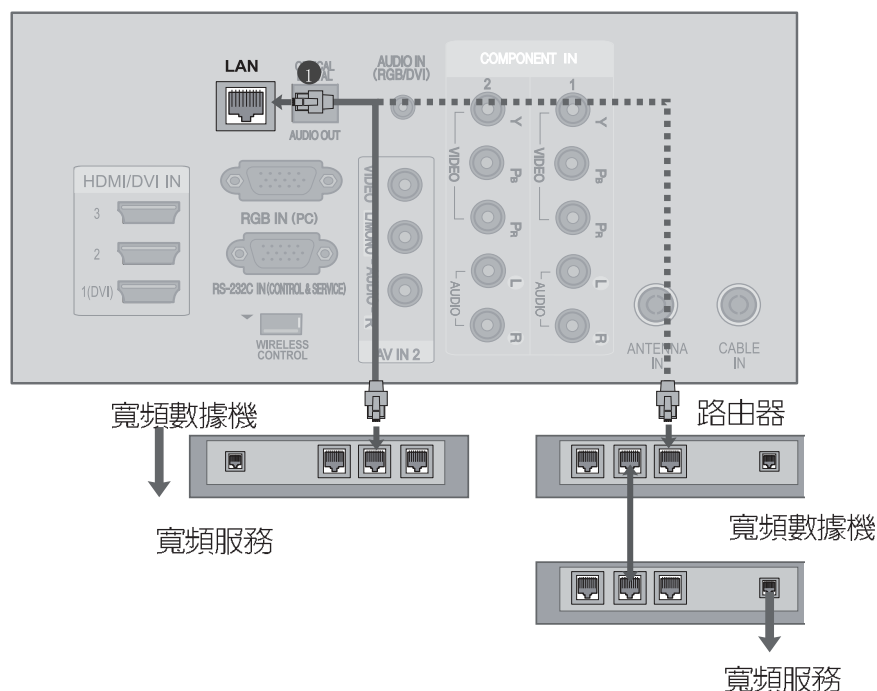 LAN
❶
AUDIO OUT
AUDIO IN
(RGB/DVI)
COMPONENT IN
2
1
Y
PB
PR
VIDEO
L
R
AUDIO
Y
PB
PR
VIDEO
L
R
AUDIO
HDMI/DVI IN
3
2
1(DVI)
RGB IN (PC)
RS-232C IN (CONTROL & SERVICE)
WIRELESS
CONTROL
VIDEO
L/MONO
AUDIO
R
AV IN 2
ANTENNA
IN
CABLE
IN
寬頻數據機
寬頻服務
路由器
寬頻數據機
寬頻服務